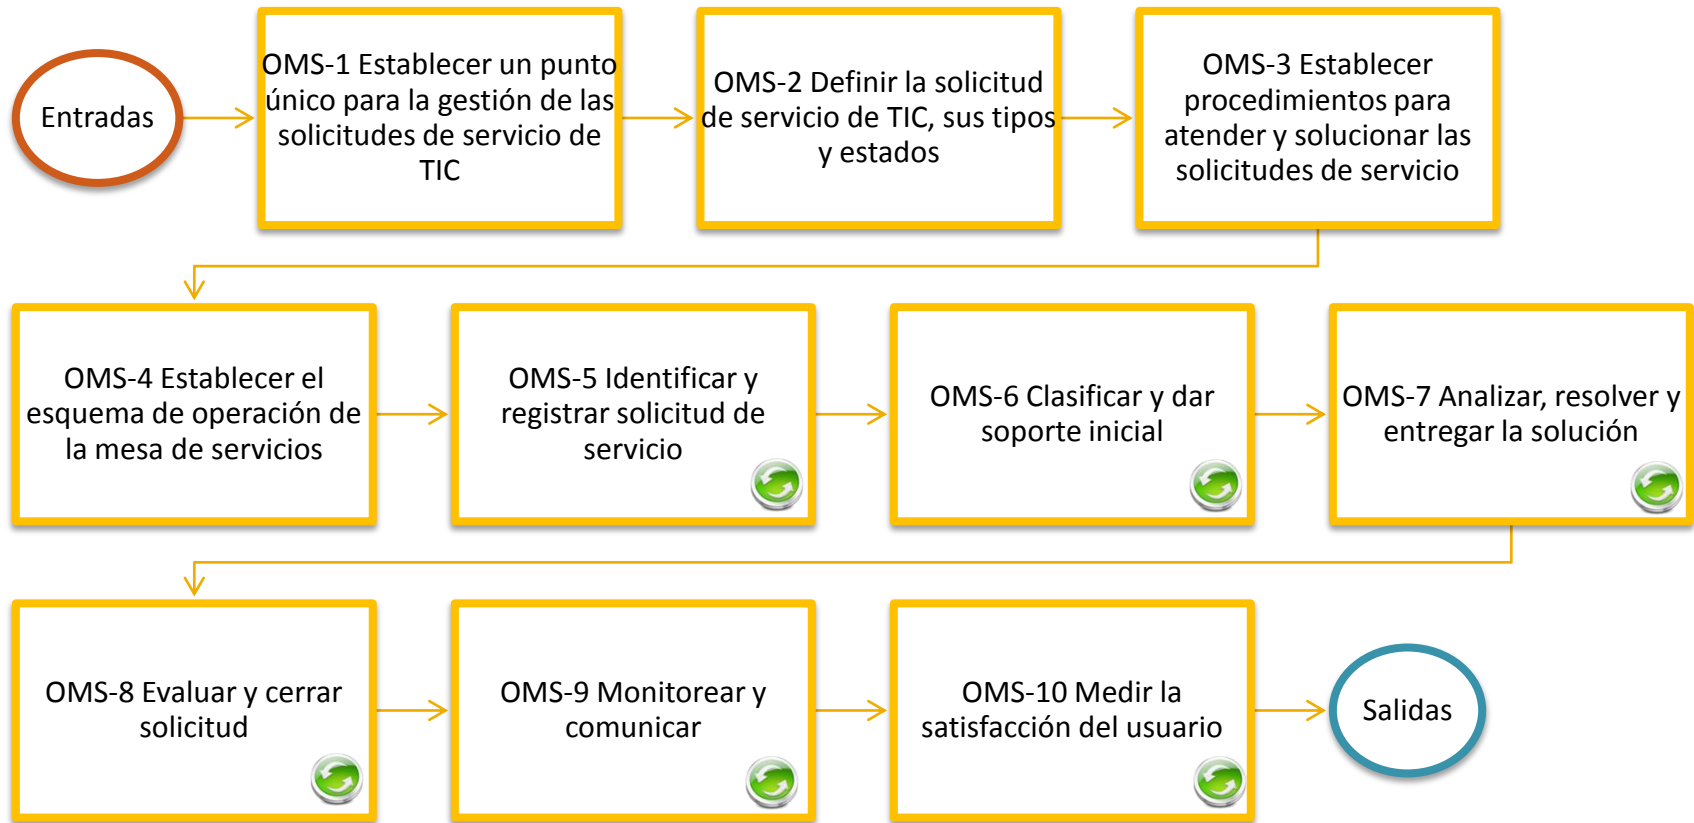 Entradas
OMS-1 Establecer un punto
único para la gestión de las
solicitudes de servicio de
TIC
OMS-2 Definir la solicitud
de servicio de TIC, sus tipos
y estados
OMS-3 Establecer
procedimientos para
atender y solucionar las
solicitudes de servicio
OMS-4 Establecer el
esquema de operación de
la mesa de servicios
OMS-5 Identificar y
registrar solicitud de
servicio
OMS-6 Clasificar y dar
soporte inicial
OMS-7 Analizar, resolver y
entregar la solución
OMS-8 Evaluar y cerrar
solicitud
OMS-9 Monitorear y
comunicar
OMS-10 Medir la
satisfacción del usuario
Salidas